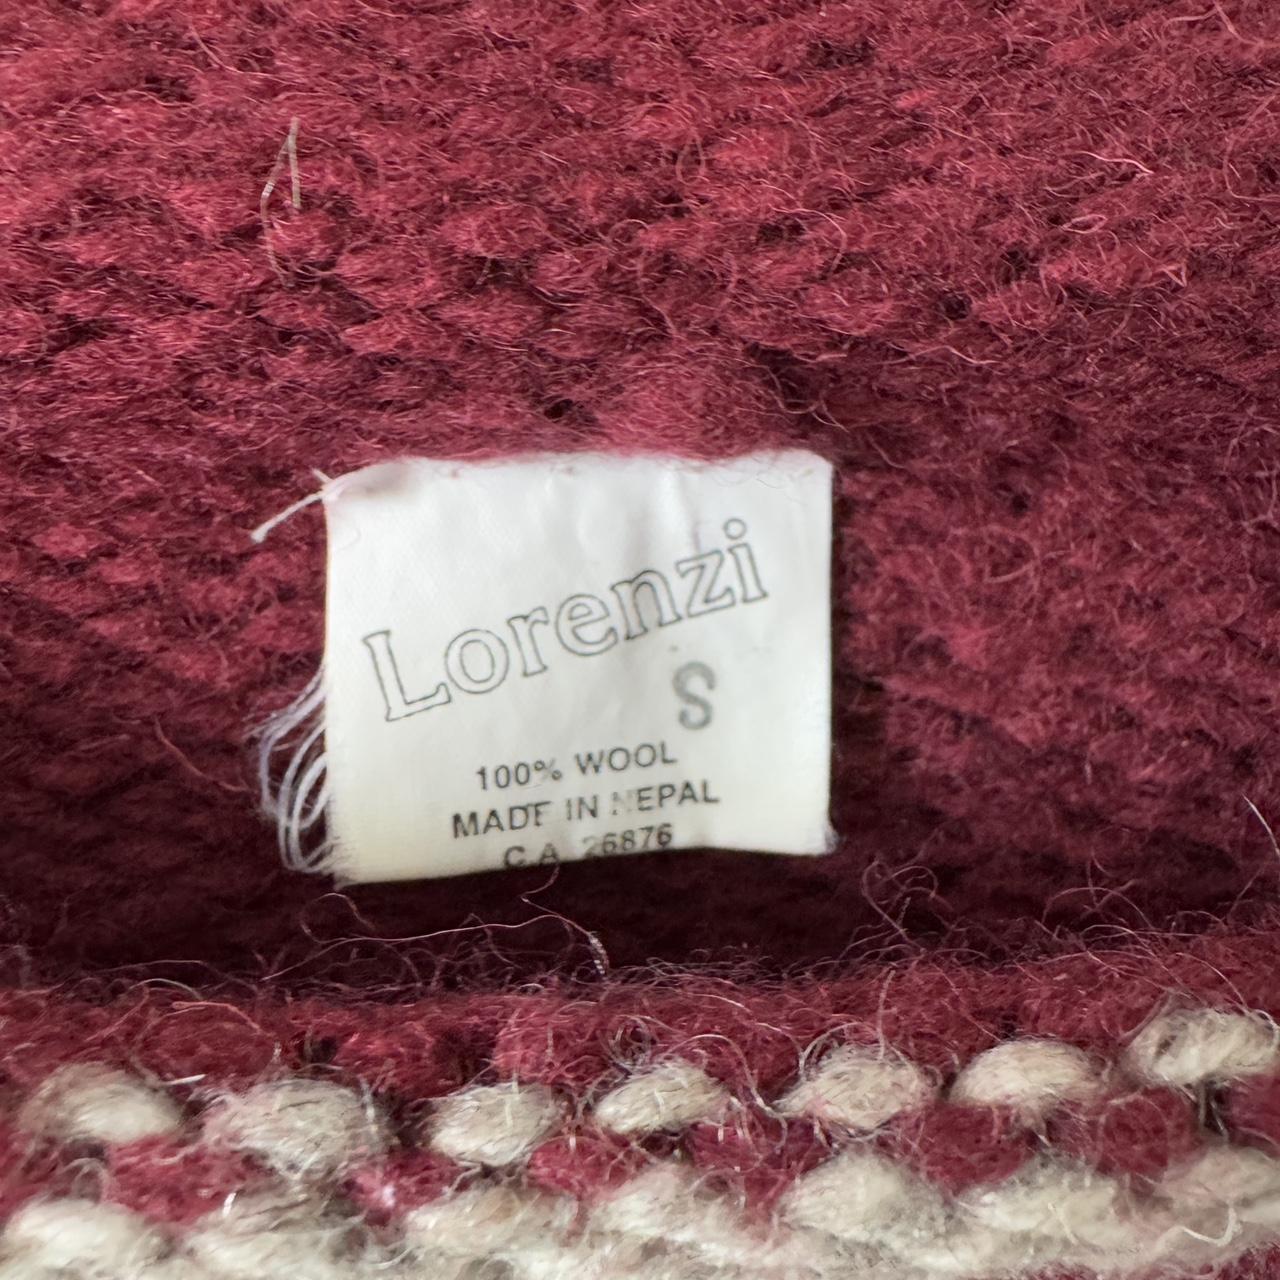 Lorenzi
S
100% WOOL
MADE IN NEPAL
C.A. 26876